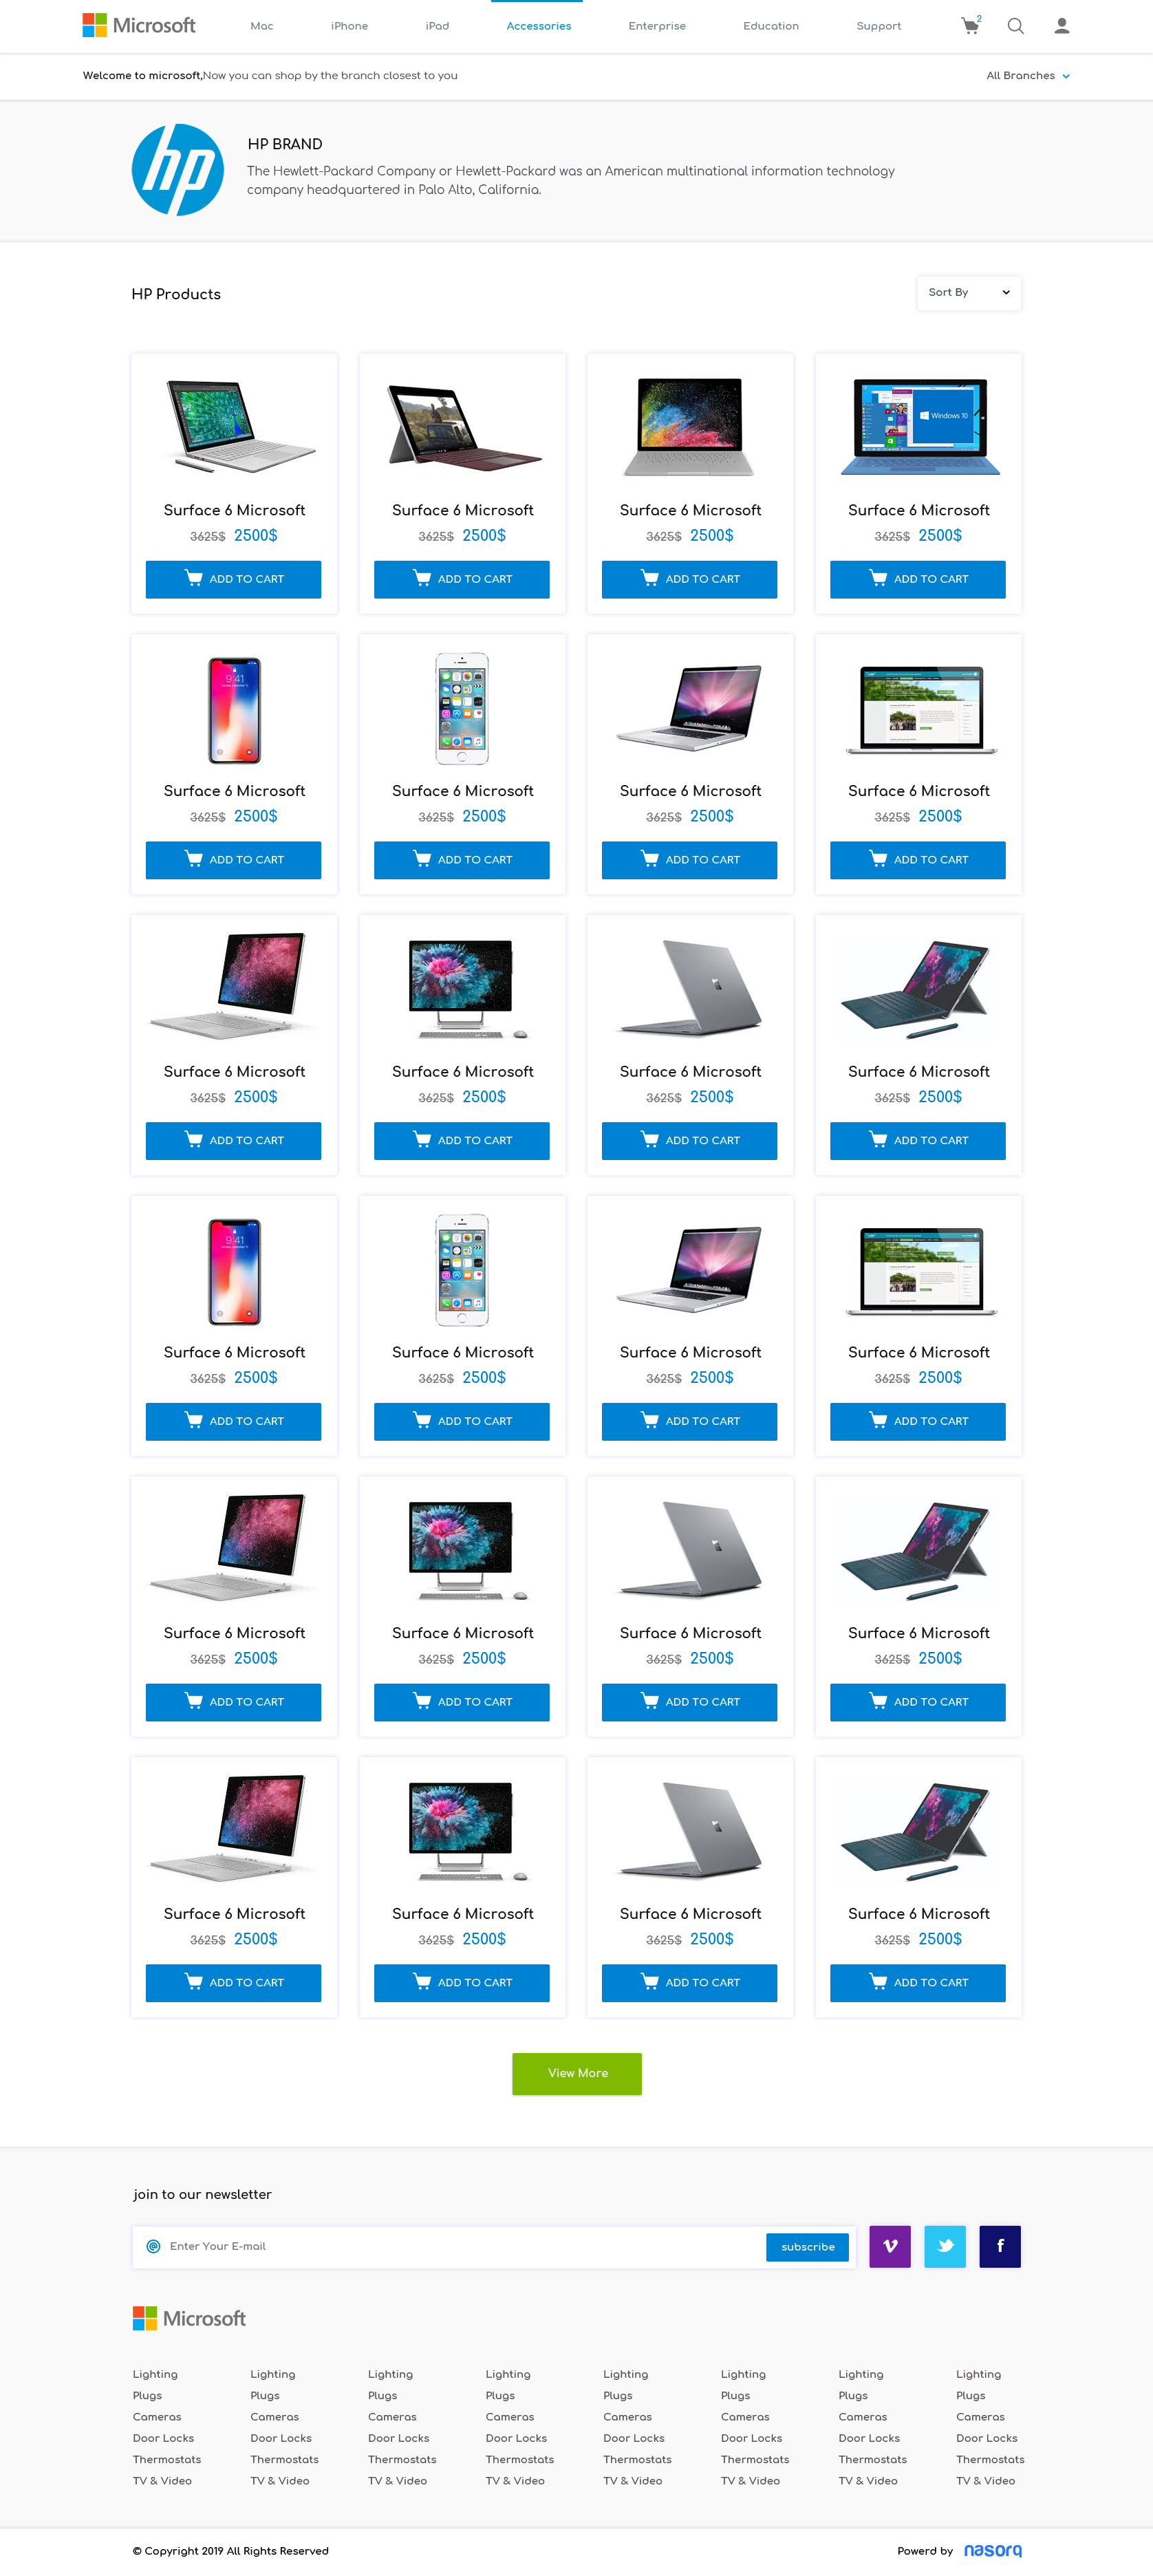 Microsoft Mac iPhone iPad Accessories Enterprise Education Support 2
Welcome to microsoft,Now you can shop by the branch closest to you All Branches
hp
HP BRAND
The Hewlett-Packard Company or Hewlett-Packard was an American multinational information technology
company headquartered in Palo Alto, California.
HP Products Sort By
Windows 10
Surface 6 Microsoft Surface 6 Microsoft Surface 6 Microsoft Surface 6 Microsoft
3625$ 2500$ 3625$ 2500$ 3625$ 2500$ 3625$ 2500$
ADD TO CART ADD TO CART ADD TO CART ADD TO CART
9:41
Surface 6 Microsoft Surface 6 Microsoft Surface 6 Microsoft Surface 6 Microsoft
3625$ 2500$ 3625$ 2500$ 3625$ 2500$ 3625$ 2500$
ADD TO CART ADD TO CART ADD TO CART ADD TO CART
Surface 6 Microsoft Surface 6 Microsoft Surface 6 Microsoft Surface 6 Microsoft
3625$ 2500$ 3625$ 2500$ 3625$ 2500$ 3625$ 2500$
ADD TO CART ADD TO CART ADD TO CART ADD TO CART
9:41
Surface 6 Microsoft Surface 6 Microsoft Surface 6 Microsoft Surface 6 Microsoft
3625$ 2500$ 3625$ 2500$ 3625$ 2500$ 3625$ 2500$
ADD TO CART ADD TO CART ADD TO CART ADD TO CART
Surface 6 Microsoft Surface 6 Microsoft Surface 6 Microsoft Surface 6 Microsoft
3625$ 2500$ 3625$ 2500$ 3625$ 2500$ 3625$ 2500$
ADD TO CART ADD TO CART ADD TO CART ADD TO CART
Surface 6 Microsoft Surface 6 Microsoft Surface 6 Microsoft Surface 6 Microsoft
3625$ 2500$ 3625$ 2500$ 3625$ 2500$ 3625$ 2500$
ADD TO CART ADD TO CART ADD TO CART ADD TO CART
View More
join to our newsletter
Enter Your E-mail subscribe
Microsoft
Lighting Lighting Lighting Lighting Lighting Lighting Lighting Lighting
Plugs Plugs Plugs Plugs Plugs Plugs Plugs Plugs
Cameras Cameras Cameras Cameras Cameras Cameras Cameras Cameras
Door Locks Door Locks Door Locks Door Locks Door Locks Door Locks Door Locks Door Locks
Thermostats Thermostats Thermostats Thermostats Thermostats Thermostats Thermostats Thermostats
TV & Video TV & Video TV & Video TV & Video TV & Video TV & Video TV & Video TV & Video
© Copyright 2019 All Rights Reserved Powerd by nasorq